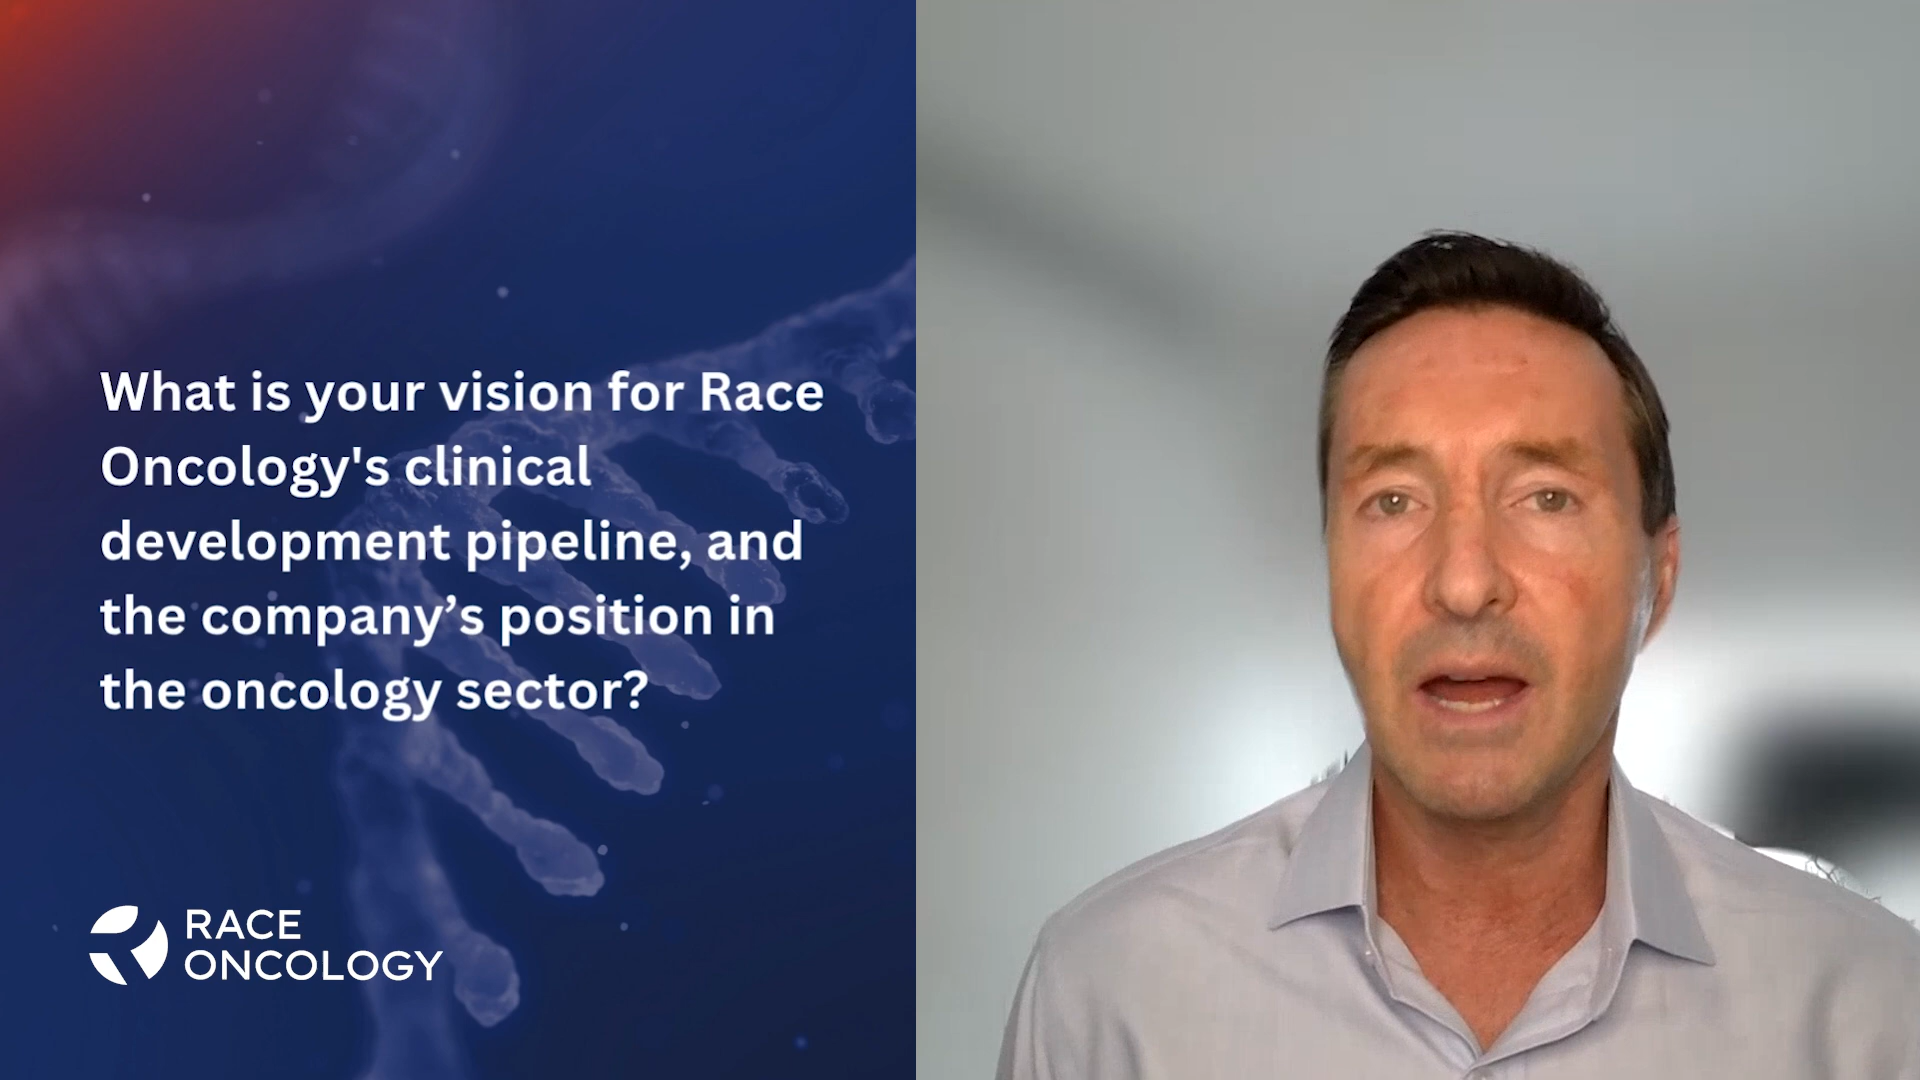 What is your vision for Race
Oncology's clinical
development pipeline, and
the company’s position in
the oncology sector?
RACE
ONCOLOGY